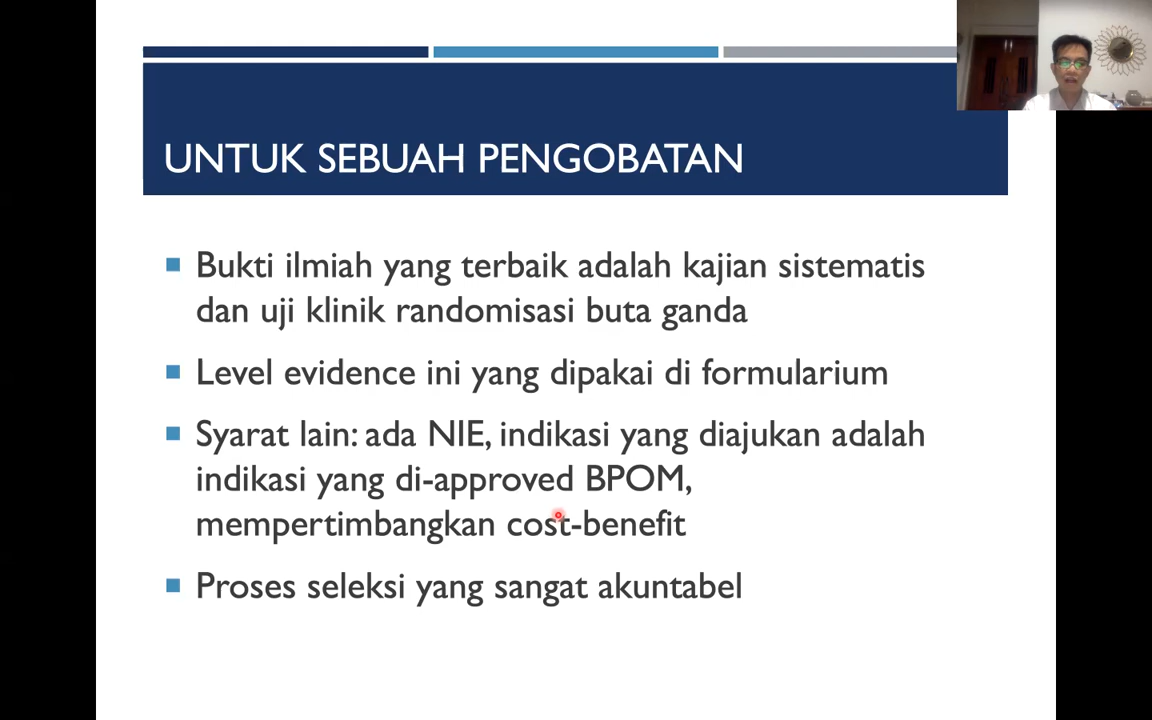 UNTUK SEBUAH PENGOBATAN
Bukti ilmiah yang terbaik adalah kajian sistematis
dan uji klinik randomisasi buta ganda
Level evidence ini yang dipakai di formularium
Syarat lain: ada NIE, indikasi yang diajukan adalah
indikasi yang di-approved BPOM,
mempertimbangkan cost-benefit
Proses seleksi yang sangat akuntabel